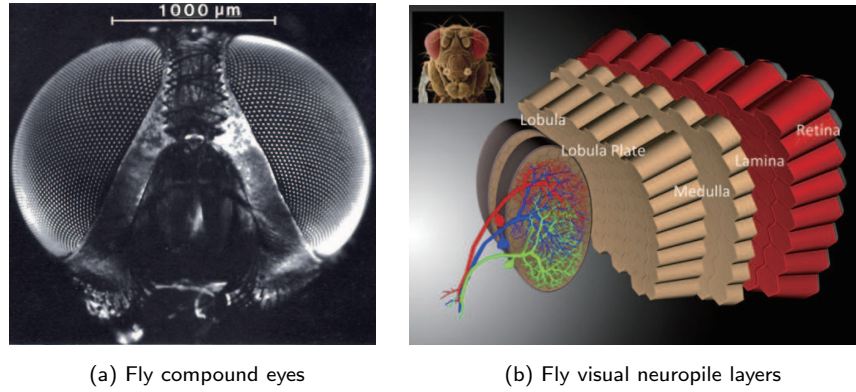 1000 µm
Lobula
Lobula Plate
Retina
Lamina
Medulla
(a) Fly compound eyes
(b) Fly visual neuropile layers